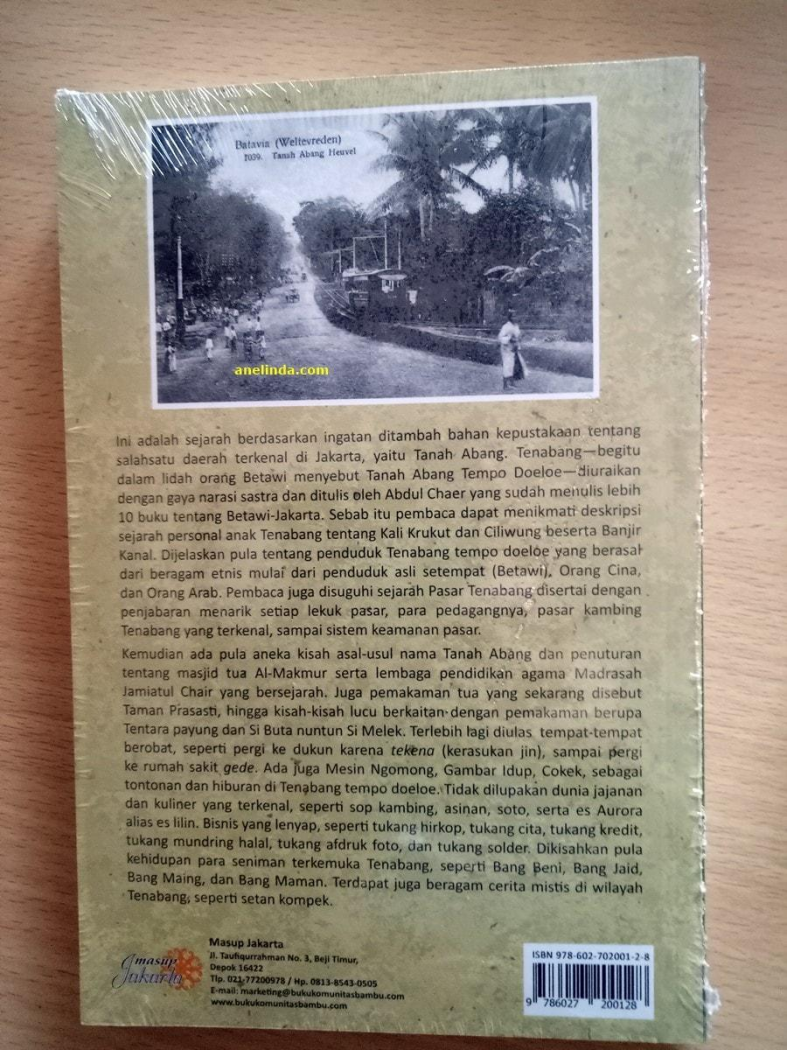 Batavia (Weltevreden)
1039. Tanah Abang Heuvel
anelinda.com
Ini adalah sejarah berdasarkan ingatan ditambah bahan kepustakaan tentang
salahsatu daerah terkenal di Jakarta, yaitu Tanah Abang. Tenabang—begitu
dalam lidah orang Betawi menyebut Tanah Abang Tempo Doeloe—diuraikan
dengan gaya narasi sastra dan ditulis oleh Abdul Chaer yang sudah menulis lebih
10 buku tentang Betawi-Jakarta. Sebab itu pembaca dapat menikmati deskripsi
sejarah personal anak Tenabang tentang Kali Krukut dan Ciliwung beserta Banjir
Kanal. Dijelaskan pula tentang penduduk Tenabang tempo doeloe yang berasal
dari beragam etnis mulai dari penduduk asli setempat (Betawi), Orang Cina,
dan Orang Arab. Pembaca juga disuguhi sejarah Pasar Tenabang disertai dengan
penjabaran menarik setiap lekuk pasar, para pedagangnya, pasar kambing
Tenabang yang terkenal, sampai sistem keamanan pasar.
Kemudian ada pula aneka kisah asal-usul nama Tanah Abang dan penuturan
tentang masjid tua Al-Makmur serta lembaga pendidikan agama Madrasah
Jamiatul Chair yang bersejarah. Juga pemakaman tua yang sekarang disebut
Taman Prasasti, hingga kisah-kisah lucu berkaitan dengan pemakaman berupa
Tentara payung dan Si Buta nuntun Si Melek. Terlebih lagi diulas tempat-tempat
berobat, seperti pergi ke dukun karena tekena (kerasukan jin), sampai pergi
ke rumah sakit gede. Ada juga Mesin Ngomong, Gambar Idup, Cokek, sebagai
tontonan dan hiburan di Tenabang tempo doeloe. Tidak dilupakan dunia jajanan
dan kuliner yang terkenal, seperti sop kambing, asinan, soto, serta es Aurora
alias es lilin. Bisnis yang lenyap, seperti tukang hirkop, tukang cita, tukang kredit,
tukang mundring halal, tukang afdruk foto, dan tukang solder. Dikisahkan pula
kehidupan para seniman terkemuka Tenabang, seperti Bang Beni, Bang Jaid,
Bang Maing, dan Bang Maman. Terdapat juga beragam cerita mistis di wilayah
Tenabang, seperti setan kompek.
masup
Jakarta
Masup Jakarta
Jl. Taufiqurrahman No. 3, Beji Timur,
Depok 16422
Tlp. 021-77200978 / Hp. 0813-8543-0505
E-mail: marketing@bukukomunitasbambu.com
www.bukukomunitasbambu.com
ISBN 978-602-702001-2-8
9 786027 200128